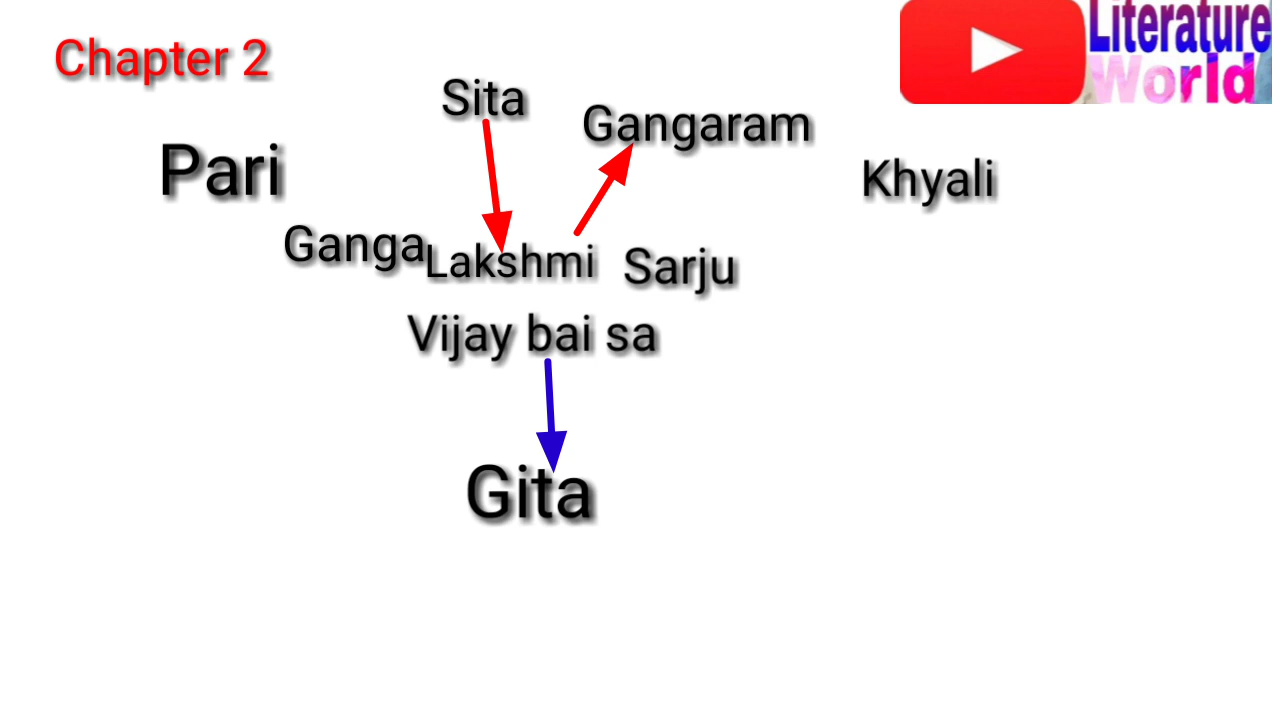 Chapter 2
Literature
World
Sita
Gangaram
Pari
Khyali
Ganga
Lakshmi
Sarju
Vijay bai sa
Gita